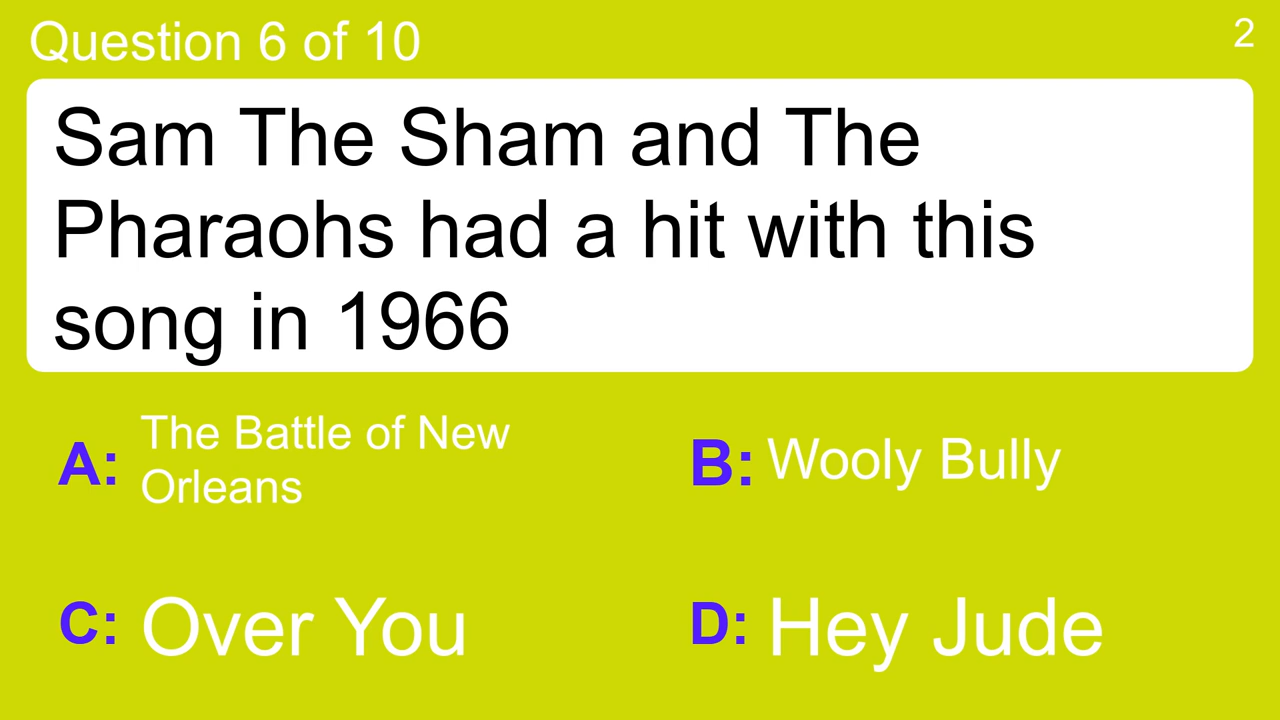 Question 6 of 10
2
Sam The Sham and The
Pharaohs had a hit with this
song in 1966
A: The Battle of New
Orleans
B: Wooly Bully
C: Over You
D: Hey Jude